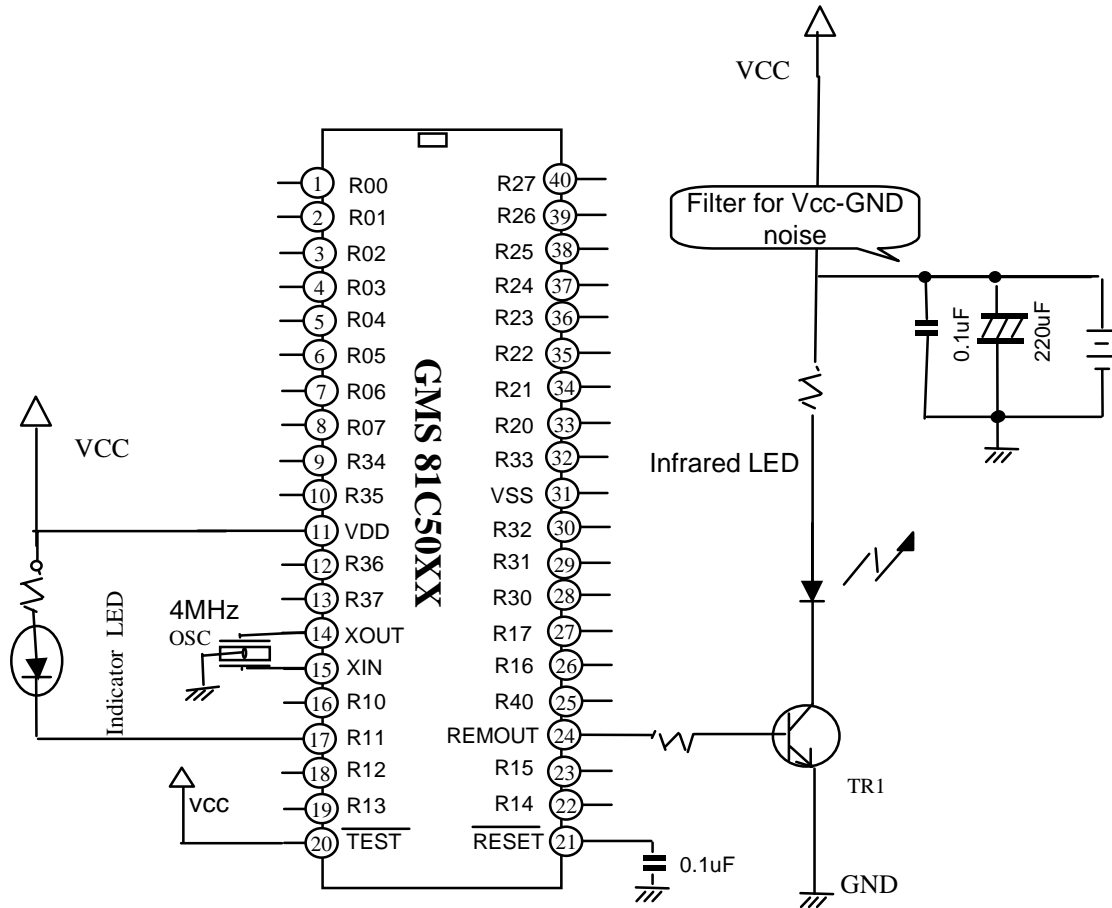 VCC
Filter for Vcc-GND
noise
0.1uF
220uF
Infrared LED
TR1
GND
VCC
Indicator LED
4MHz
OSC
vcc
0.1uF
GMS 81C50XX
1 R00
2 R01
3 R02
4 R03
5 R04
6 R05
7 R06
8 R07
9 R34
10 R35
11 VDD
12 R36
13 R37
14 XOUT
15 XIN
16 R10
17 R11
18 R12
19 R13
20 TEST
R27 40
R26 39
R25 38
R24 37
R23 36
R22 35
R21 34
R20 33
R33 32
VSS 31
R32 30
R31 29
R30 28
R17 27
R16 26
R40 25
REMOUT 24
R15 23
R14 22
RESET 21